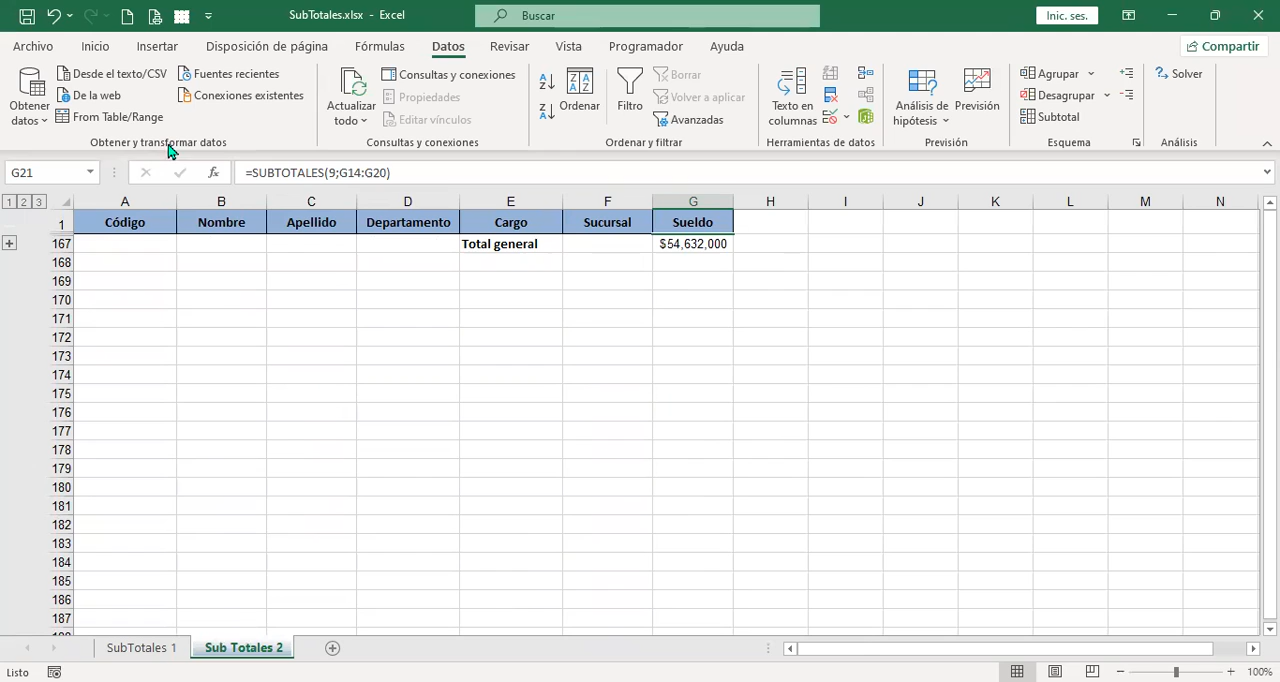 SubTotales.xlsx - Excel
Buscar
Inic. ses.
Archivo Inicio Insertar Disposición de página Fórmulas Datos Revisar Vista Programador Ayuda
Compartir
Obtener datos
Desde el texto/CSV
De la web
From Table/Range
Fuentes recientes
Conexiones existentes
Obtener y transformar datos
Actualizar todo
Consultas y conexiones
Propiedades
Editar vínculos
Consultas y conexiones
Ordenar
Filtro
Borrar
Volver a aplicar
Avanzadas
Ordenar y filtrar
Texto en columnas
Herramientas de datos
Análisis de hipótesis
Previsión
Previsión
Agrupar
Desagrupar
Subtotal
Esquema
Solver
Análisis
G21 fx =SUBTOTALES(9;G14:G20)
1 2 3 A B C D E F G H I J K L M N
1 Código Nombre Apellido Departamento Cargo Sucursal Sueldo
167 Total general $54,632,000
168
169
170
171
172
173
174
175
176
177
178
179
180
181
182
183
184
185
186
187
SubTotales 1 Sub Totales 2
Listo 100%